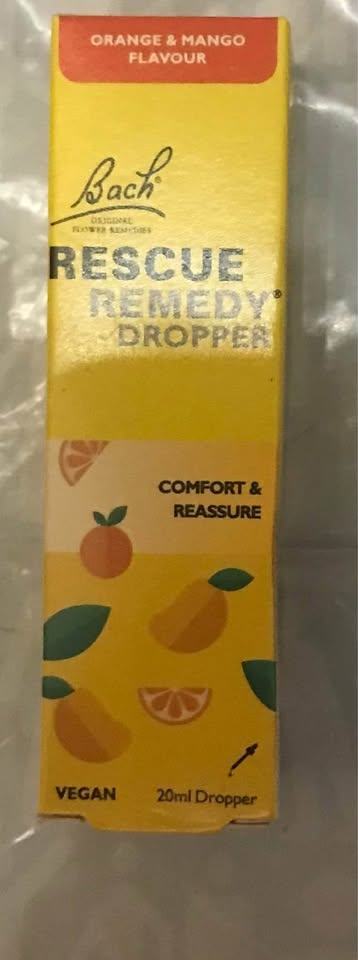 ORANGE & MANGO
FLAVOUR
Bach®
ORIGINAL
FLOWER REMEDIES
RESCUE
REMEDY®
DROPPER
COMFORT &
REASSURE
VEGAN
20ml Dropper